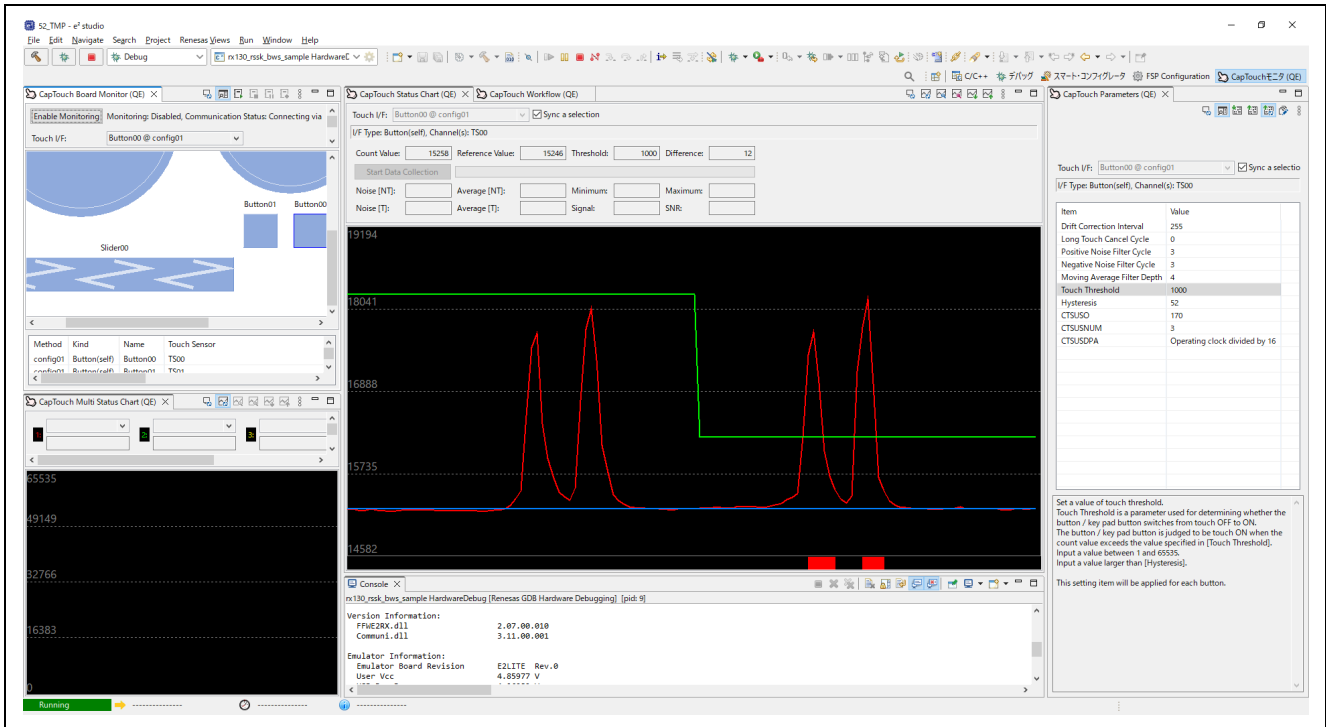 52_TMP - e² studio
File Edit Navigate Search Project Renesas Views Run Window Help
Debug
rx130_rssk_bws_sample HardwareD
C/C++
デバッグ
スマート・コンフィグレータ
FSP Configuration
CapTouchモニタ (QE)
CapTouch Board Monitor (QE)
Enable Monitoring
Monitoring: Disabled, Communication Status: Connecting via
Touch I/F:
Button00 @ config01
Button01
Button00
Slider00
Method Kind Name Touch Sensor
config01 Button(self) Button00 TS00
config01 Button(self) Button01 TS01
CapTouch Multi Status Chart (QE)
1:
2:
3:
65535
49149
32766
16383
0
CapTouch Status Chart (QE)
CapTouch Workflow (QE)
Touch I/F: Button00 @ config01
Sync a selection
I/F Type: Button(self), Channel(s): TS00
Count Value: 15258 Reference Value: 15246 Threshold: 1000 Difference: 12
Start Data Collection
Noise [NT]: Average [NT]: Minimum: Maximum:
Noise [T]: Average [T]: Signal: SNR:
19194
18041
16888
15735
14582
Console
rx130_rssk_bws_sample HardwareDebug [Renesas GDB Hardware Debugging] [pid: 9]
Version Information:
FFWE2RX.dll 2.07.00.010
Communi.dll 3.11.00.001
Emulator Information:
Emulator Board Revision E2LITE Rev.0
User Vcc 4.85977 V
CapTouch Parameters (QE)
Touch I/F: Button00 @ config01
Sync a selectio
I/F Type: Button(self), Channel(s): TS00
Item Value
Drift Correction Interval 255
Long Touch Cancel Cycle 0
Positive Noise Filter Cycle 3
Negative Noise Filter Cycle 3
Moving Average Filter Depth 4
Touch Threshold 1000
Hysteresis 52
CTSUSO 170
CTSUSNUM 3
CTSUSDPA Operating clock divided by 16
Set a value of touch threshold.
Touch Threshold is a parameter used for determining whether the
button / key pad button switches from touch OFF to ON.
The button / key pad button is judged to be touch ON when the
count value exceeds the value specified in [Touch Threshold].
Input a value between 1 and 65535.
Input a value larger than [Hysteresis].
This setting item will be applied for each button.
Running
---------------
---------------
---------------